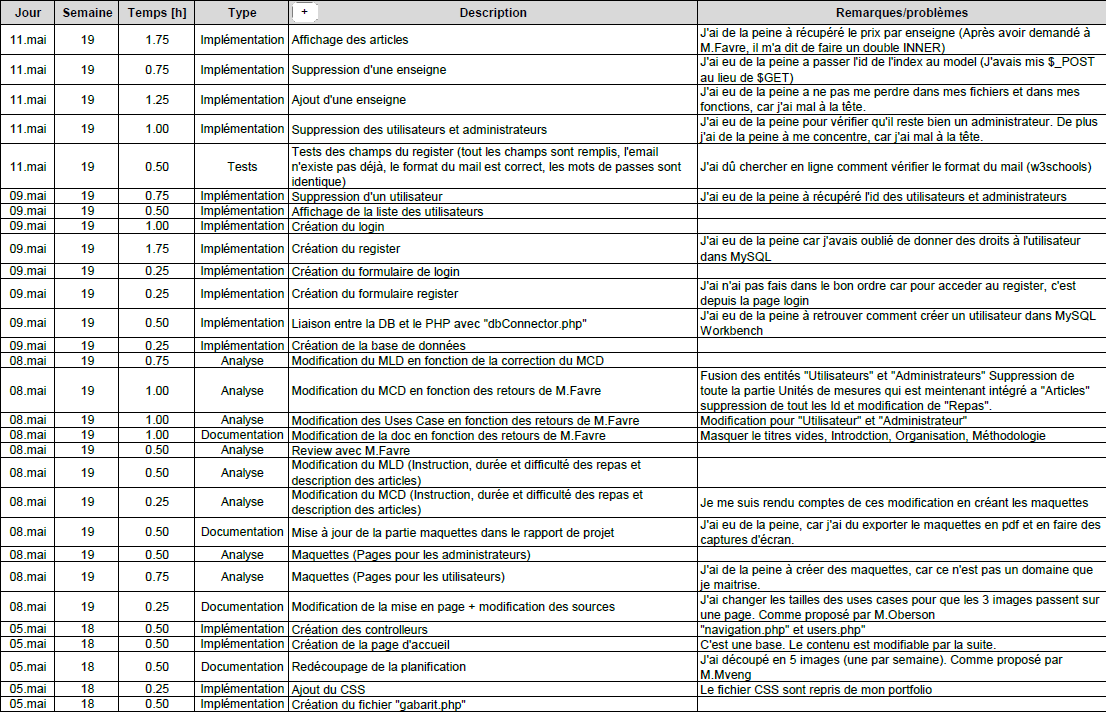 Jour Semaine Temps [h] Type + Description Remarques/problèmes
11.mai 19 1.75 Implémentation Affichage des articles J'ai de la peine à récupéré le prix par enseigne (Après avoir demandé à
M.Favre, il m'a dit de faire un double INNER)
11.mai 19 0.75 Implémentation Suppression d'une enseigne J'ai eu de la peine a passer l'id de l'index au model (J'avais mis $_POST
au lieu de $GET)
11.mai 19 1.25 Implémentation Ajout d'une enseigne J'ai eu de la peine a ne pas me perdre dans mes fichiers et dans mes
fonctions, car j'ai mal à la tête.
11.mai 19 1.00 Implémentation Suppression des utilisateurs et administrateurs J'ai eu de la peine pour vérifier qu'il reste bien un administrateur. De plus
j'ai de la peine à me concentre, car j'ai mal à la tête.
11.mai 19 0.50 Tests Tests des champs du register (tout les champs sont remplis, l'email
n'existe pas déjà, le format du mail est correct, les mots de passes sont
identique) J'ai dû chercher en ligne comment vérifier le format du mail (w3schools)
09.mai 19 0.75 Implémentation Suppression d'un utilisateur J'ai eu de la peine à récupéré l'id des utilisateurs et administrateurs
09.mai 19 0.50 Implémentation Affichage de la liste des utilisateurs
09.mai 19 1.00 Implémentation Création du login
09.mai 19 1.75 Implémentation Création du register J'ai eu de la peine car j'avais oublié de donner des droits à l'utilisateur
dans MySQL
09.mai 19 0.25 Implémentation Création du formulaire de login
09.mai 19 0.25 Implémentation Création du formulaire register J'ai n'ai pas fais dans le bon ordre car pour acceder au register, c'est
depuis la page login
09.mai 19 0.50 Implémentation Liaison entre la DB et le PHP avec "dbConnector.php" J'ai eu de la peine à retrouver comment créer un utilisateur dans MySQL
Workbench
09.mai 19 0.25 Implémentation Création de la base de données
08.mai 19 0.75 Analyse Modification du MLD en fonction de la correction du MCD
08.mai 19 1.00 Analyse Modification du MCD en fonction des retours de M.Favre Fusion des entités "Utilisateurs" et "Administrateurs" Suppression de
toute la partie Unités de mesures qui est meintenant intégré a "Articles"
suppression de tout les Id et modification de "Repas".
08.mai 19 1.00 Analyse Modification des Uses Case en fonction des retours de M.Favre Modification pour "Utilisateur" et "Administrateur"
08.mai 19 1.00 Documentation Modification de la doc en fonction des retours de M.Favre Masquer le titres vides, Introdction, Organisation, Méthodologie
08.mai 19 0.50 Analyse Review avec M.Favre
08.mai 19 0.50 Analyse Modification du MLD (Instruction, durée et difficulté des repas et
description des articles)
08.mai 19 0.25 Analyse Modification du MCD (Instruction, durée et difficulté des repas et
description des articles) Je me suis rendu comptes de ces modification en créant les maquettes
08.mai 19 0.50 Documentation Mise à jour de la partie maquettes dans le rapport de projet J'ai eu de la peine, car j'ai du exporter le maquettes en pdf et en faire des
captures d'écran.
08.mai 19 0.50 Analyse Maquettes (Pages pour les administrateurs)
08.mai 19 0.75 Analyse Maquettes (Pages pour les utilisateurs) J'ai de la peine à créer des maquettes, car ce n'est pas un domaine que
je maitrise.
08.mai 19 0.25 Documentation Modification de la mise en page + modification des sources J'ai changer les tailles des uses cases pour que les 3 images passent sur
une page. Comme proposé par M.Oberson
05.mai 18 0.50 Implémentation Création des controlleurs "navigation.php" et users.php"
05.mai 18 0.50 Implémentation Création de la page d'accueil C'est une base. Le contenu est modifiable par la suite.
05.mai 18 0.50 Documentation Redécoupage de la planification J'ai découpé en 5 images (une par semaine). Comme proposé par
M.Mveng
05.mai 18 0.25 Implémentation Ajout du CSS Le fichier CSS sont repris de mon portfolio
05.mai 18 0.50 Implémentation Création du fichier "gabarit.php"